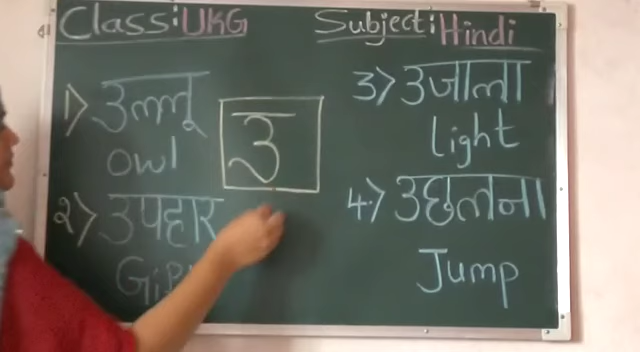 Class: UKG
Subject: Hindi
1) उल्लू
owl
2) उपहार
उ
3) उजाला
light
4) उछलना
Jump